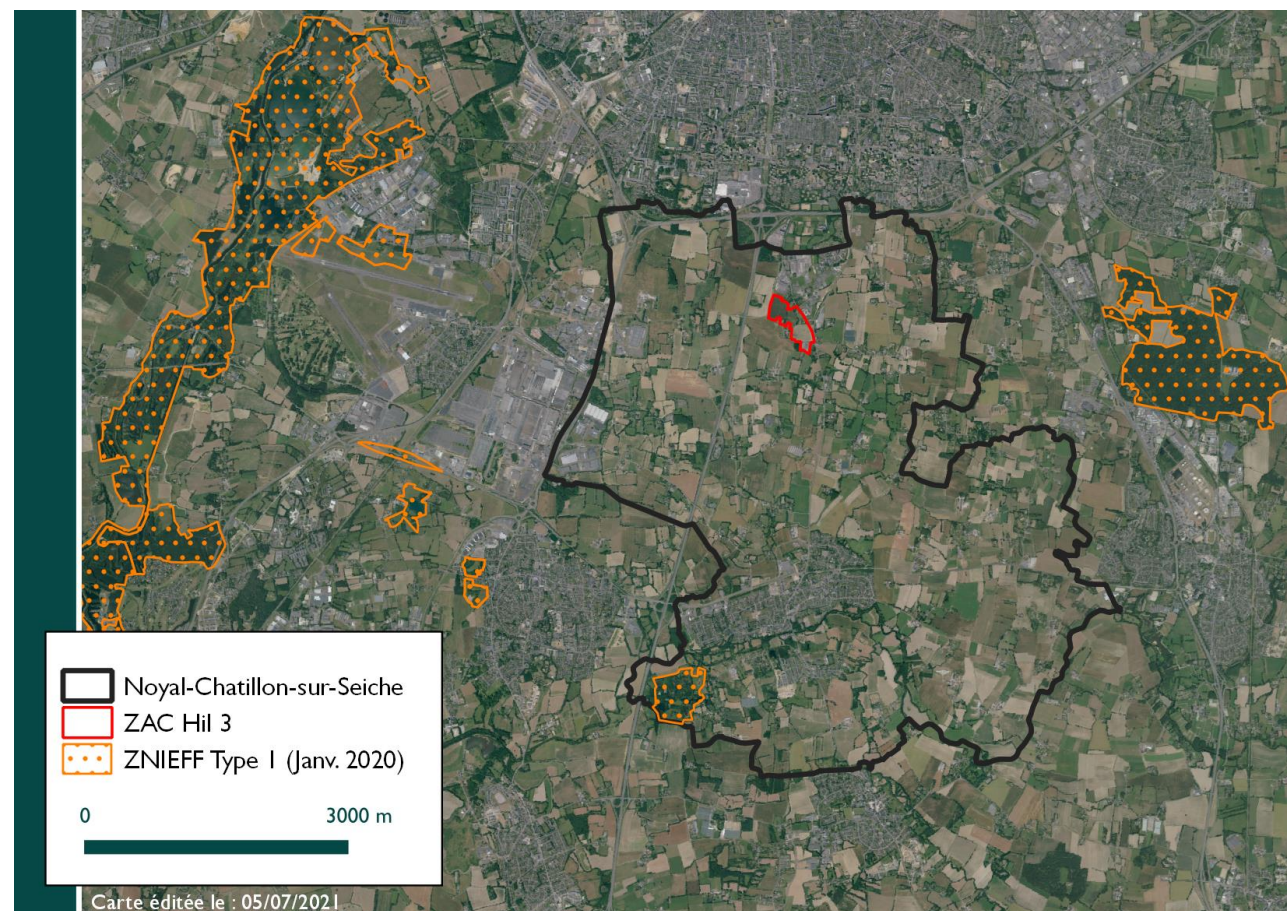 Noyal-Chatillon-sur-Seiche
ZAC Hil 3
ZNIEFF Type 1 (Janv. 2020)
0 3000 m
Carte éditée le : 05/07/2021